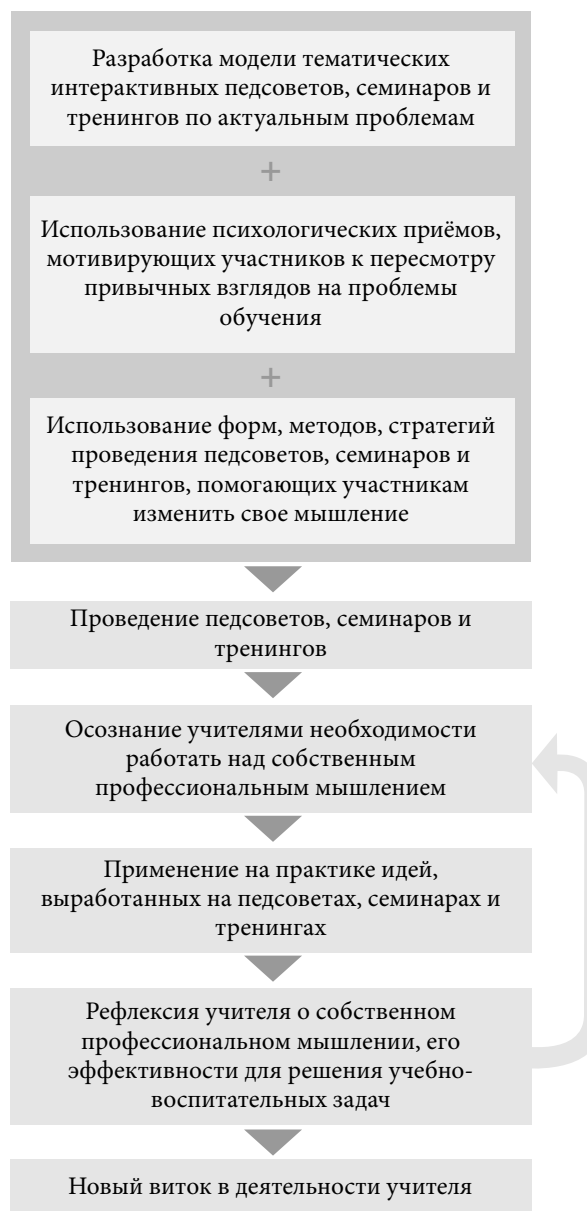 Разработка модели тематических
интерактивных педсоветов, семинаров и
тренингов по актуальным проблемам
+
Использование психологических приёмов,
мотивирующих участников к пересмотру
привычных взглядов на проблемы
обучения
+
Использование форм, методов, стратегий
проведения педсоветов, семинаров и
тренингов, помогающих участникам
изменить свое мышление
Проведение педсоветов, семинаров и
тренингов
Осознание учителями необходимости
работать над собственным
профессиональным мышлением
Применение на практике идей,
выработанных на педсоветах, семинарах и
тренингах
Рефлексия учителя о собственном
профессиональном мышлении, его
эффективности для решения учебно-
воспитательных задач
Новый виток в деятельности учителя